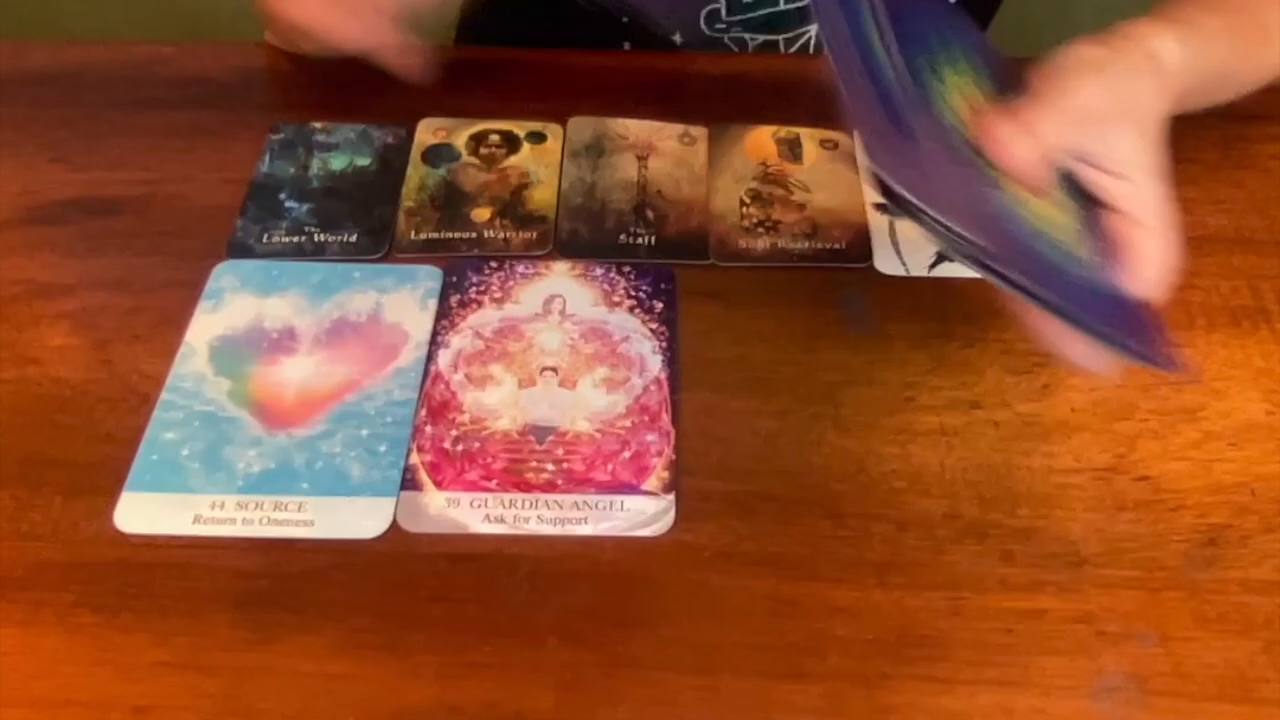 The
Lower World
Luminous Warrior
The
Staff
Soul Retrieval
44 SOURCE
Return to Oneness
39 GUARDIAN ANGEL
Ask for Support